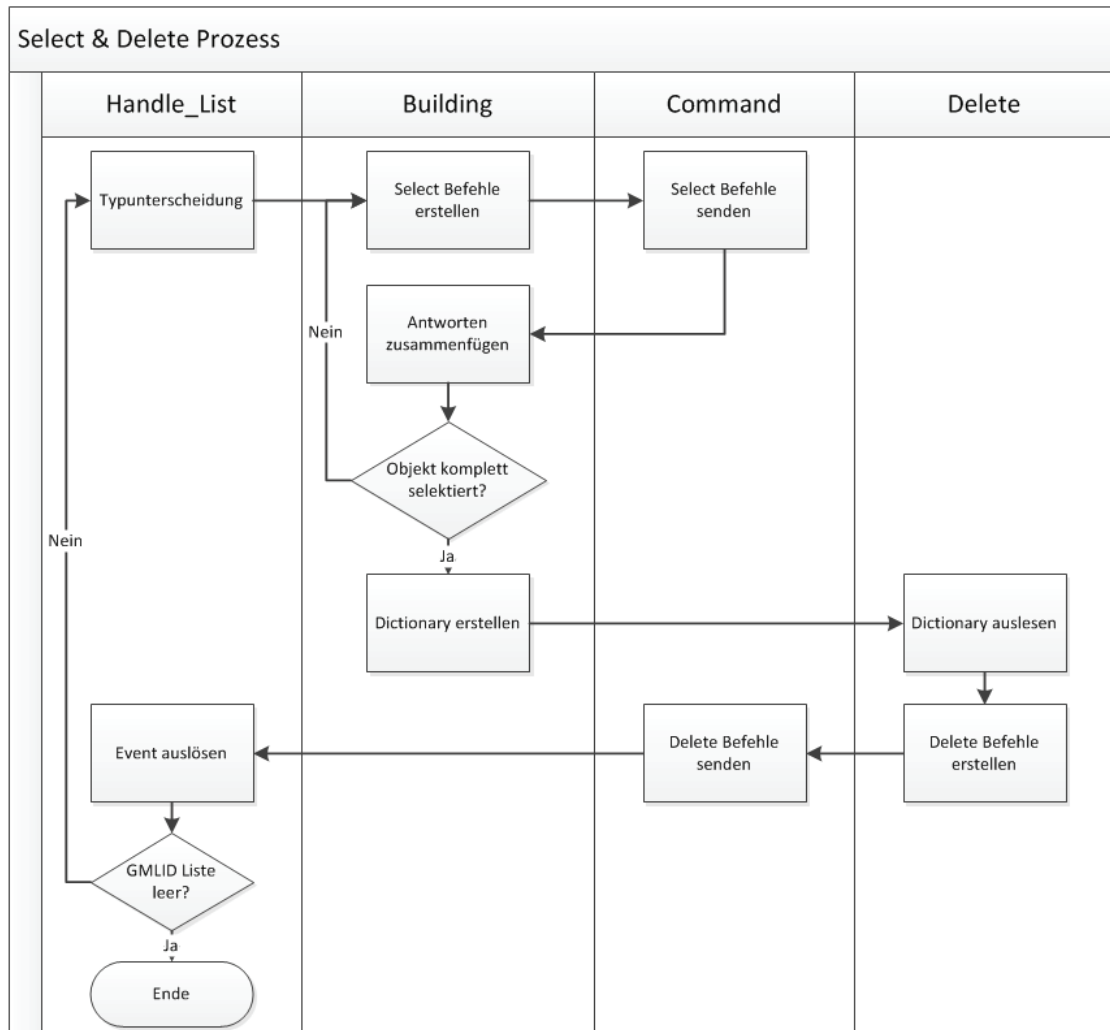 Select & Delete Prozess
Handle_List
Building
Command
Delete
Typunterscheidung
Select Befehle
erstellen
Select Befehle
senden
Nein
Antworten
zusammenfügen
Objekt komplett
selektiert?
Nein
Ja
Dictionary erstellen
Dictionary auslesen
Event auslösen
Delete Befehle
senden
Delete Befehle
erstellen
GMLID Liste
leer?
Ja
Ende